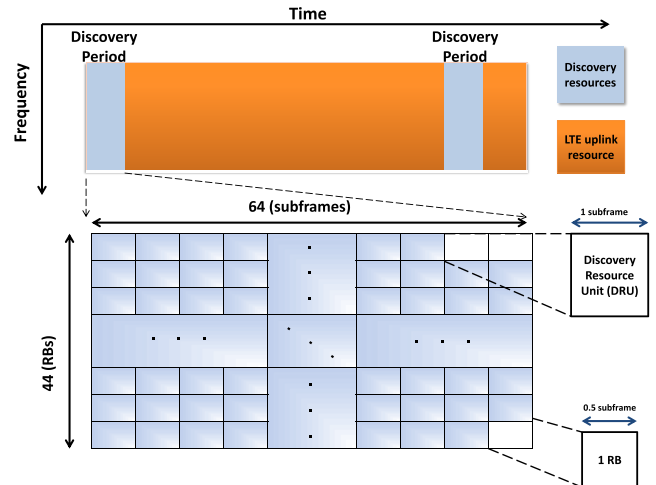 Time
Discovery
Period
Discovery
Period
Frequency
Discovery
resources
LTE uplink
resource
64 (subframes)
1 subframe
44 (RBs)
Discovery
Resource
Unit (DRU)
0.5 subframe
1 RB